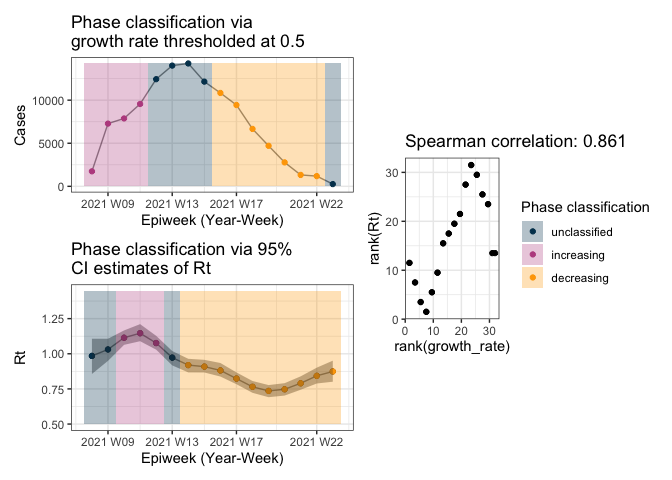 Phase classification via
growth rate thresholded at 0.5
Cases
10000
5000
0
2021 W09 2021 W13 2021 W17 2021 W22
Epiweek (Year-Week)
Phase classification via 95%
CI estimates of Rt
Rt
1.25
1.00
0.75
0.50
2021 W09 2021 W13 2021 W17 2021 W22
Epiweek (Year-Week)
Spearman correlation: 0.861
rank(Rt)
30
20
10
0
0 10 20 30
rank(growth_rate)
Phase classification
unclassified
increasing
decreasing